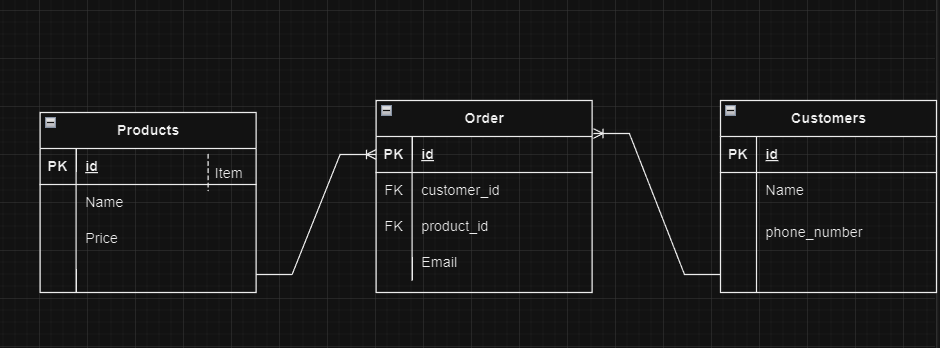 Products
PK id Item
Name
Price
Order
PK id
FK customer_id
FK product_id
Email
Customers
PK id
Name
phone_number